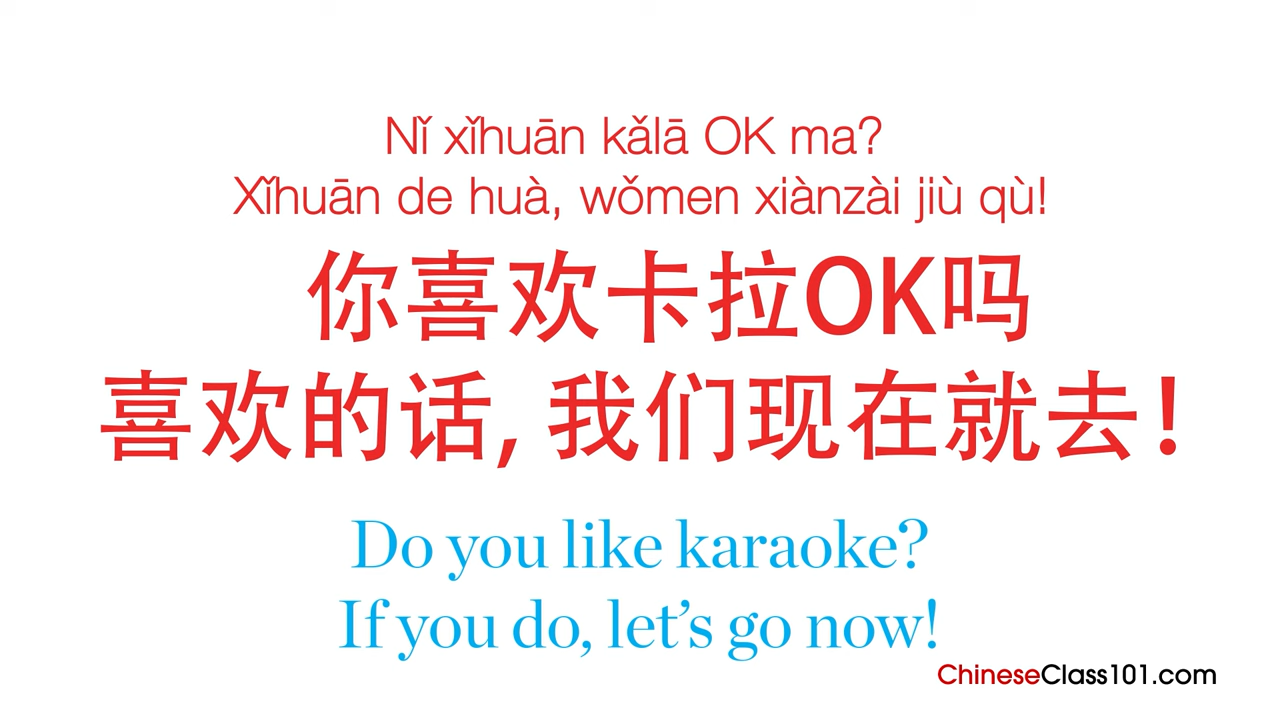 Nǐ xǐhuān kǎlā OK ma?
Xǐhuān de huà, wǒmen xiànzài jiù qù!
你喜欢卡拉OK吗
喜欢的话, 我们现在就去!
Do you like karaoke?
If you do, let’s go now!
ChineseClass101.com